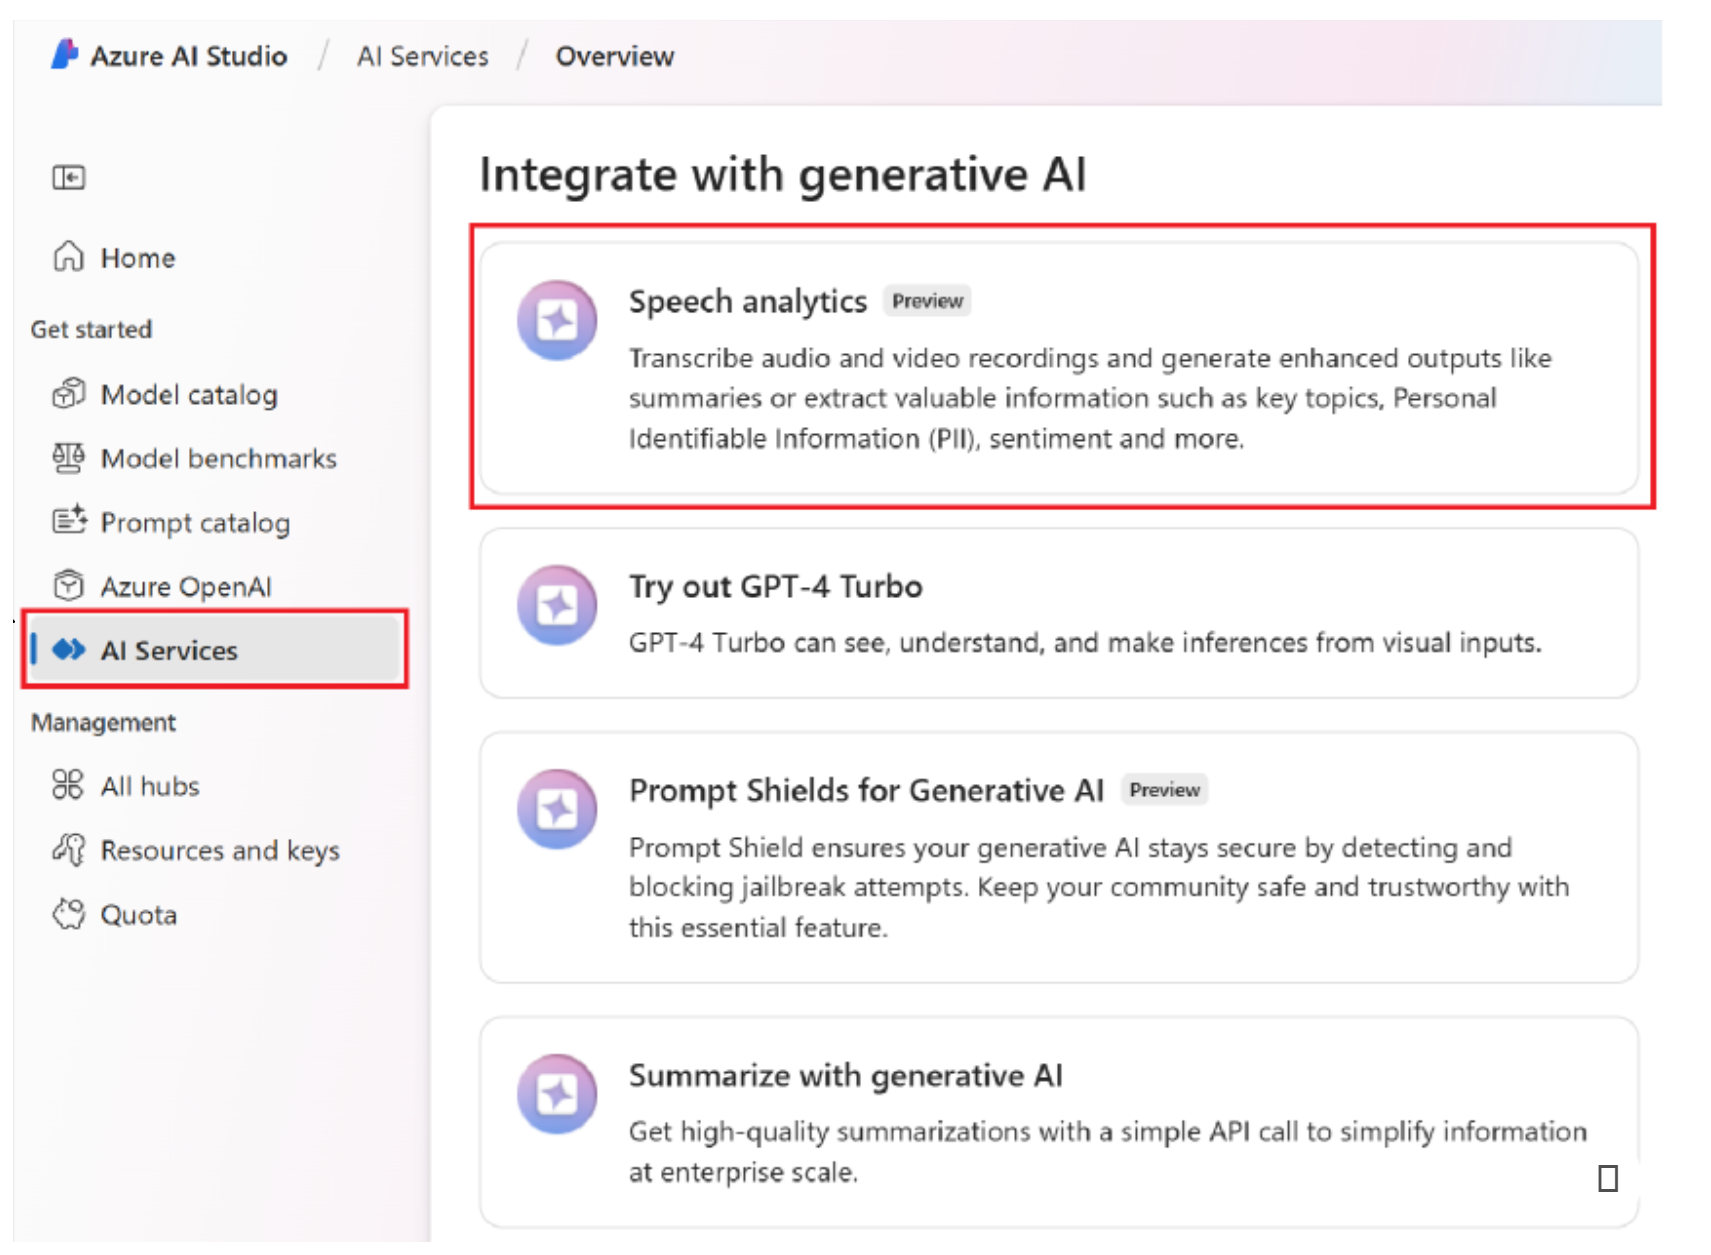 Azure AI Studio / AI Services / Overview
Home
Get started
Model catalog
Model benchmarks
Prompt catalog
Azure OpenAI
AI Services
Management
All hubs
Resources and keys
Quota
Integrate with generative AI
Speech analytics Preview
Transcribe audio and video recordings and generate enhanced outputs like
summaries or extract valuable information such as key topics, Personal
Identifiable Information (PII), sentiment and more.
Try out GPT-4 Turbo
GPT-4 Turbo can see, understand, and make inferences from visual inputs.
Prompt Shields for Generative AI Preview
Prompt Shield ensures your generative AI stays secure by detecting and
blocking jailbreak attempts. Keep your community safe and trustworthy with
this essential feature.
Summarize with generative AI
Get high-quality summarizations with a simple API call to simplify information
at enterprise scale.